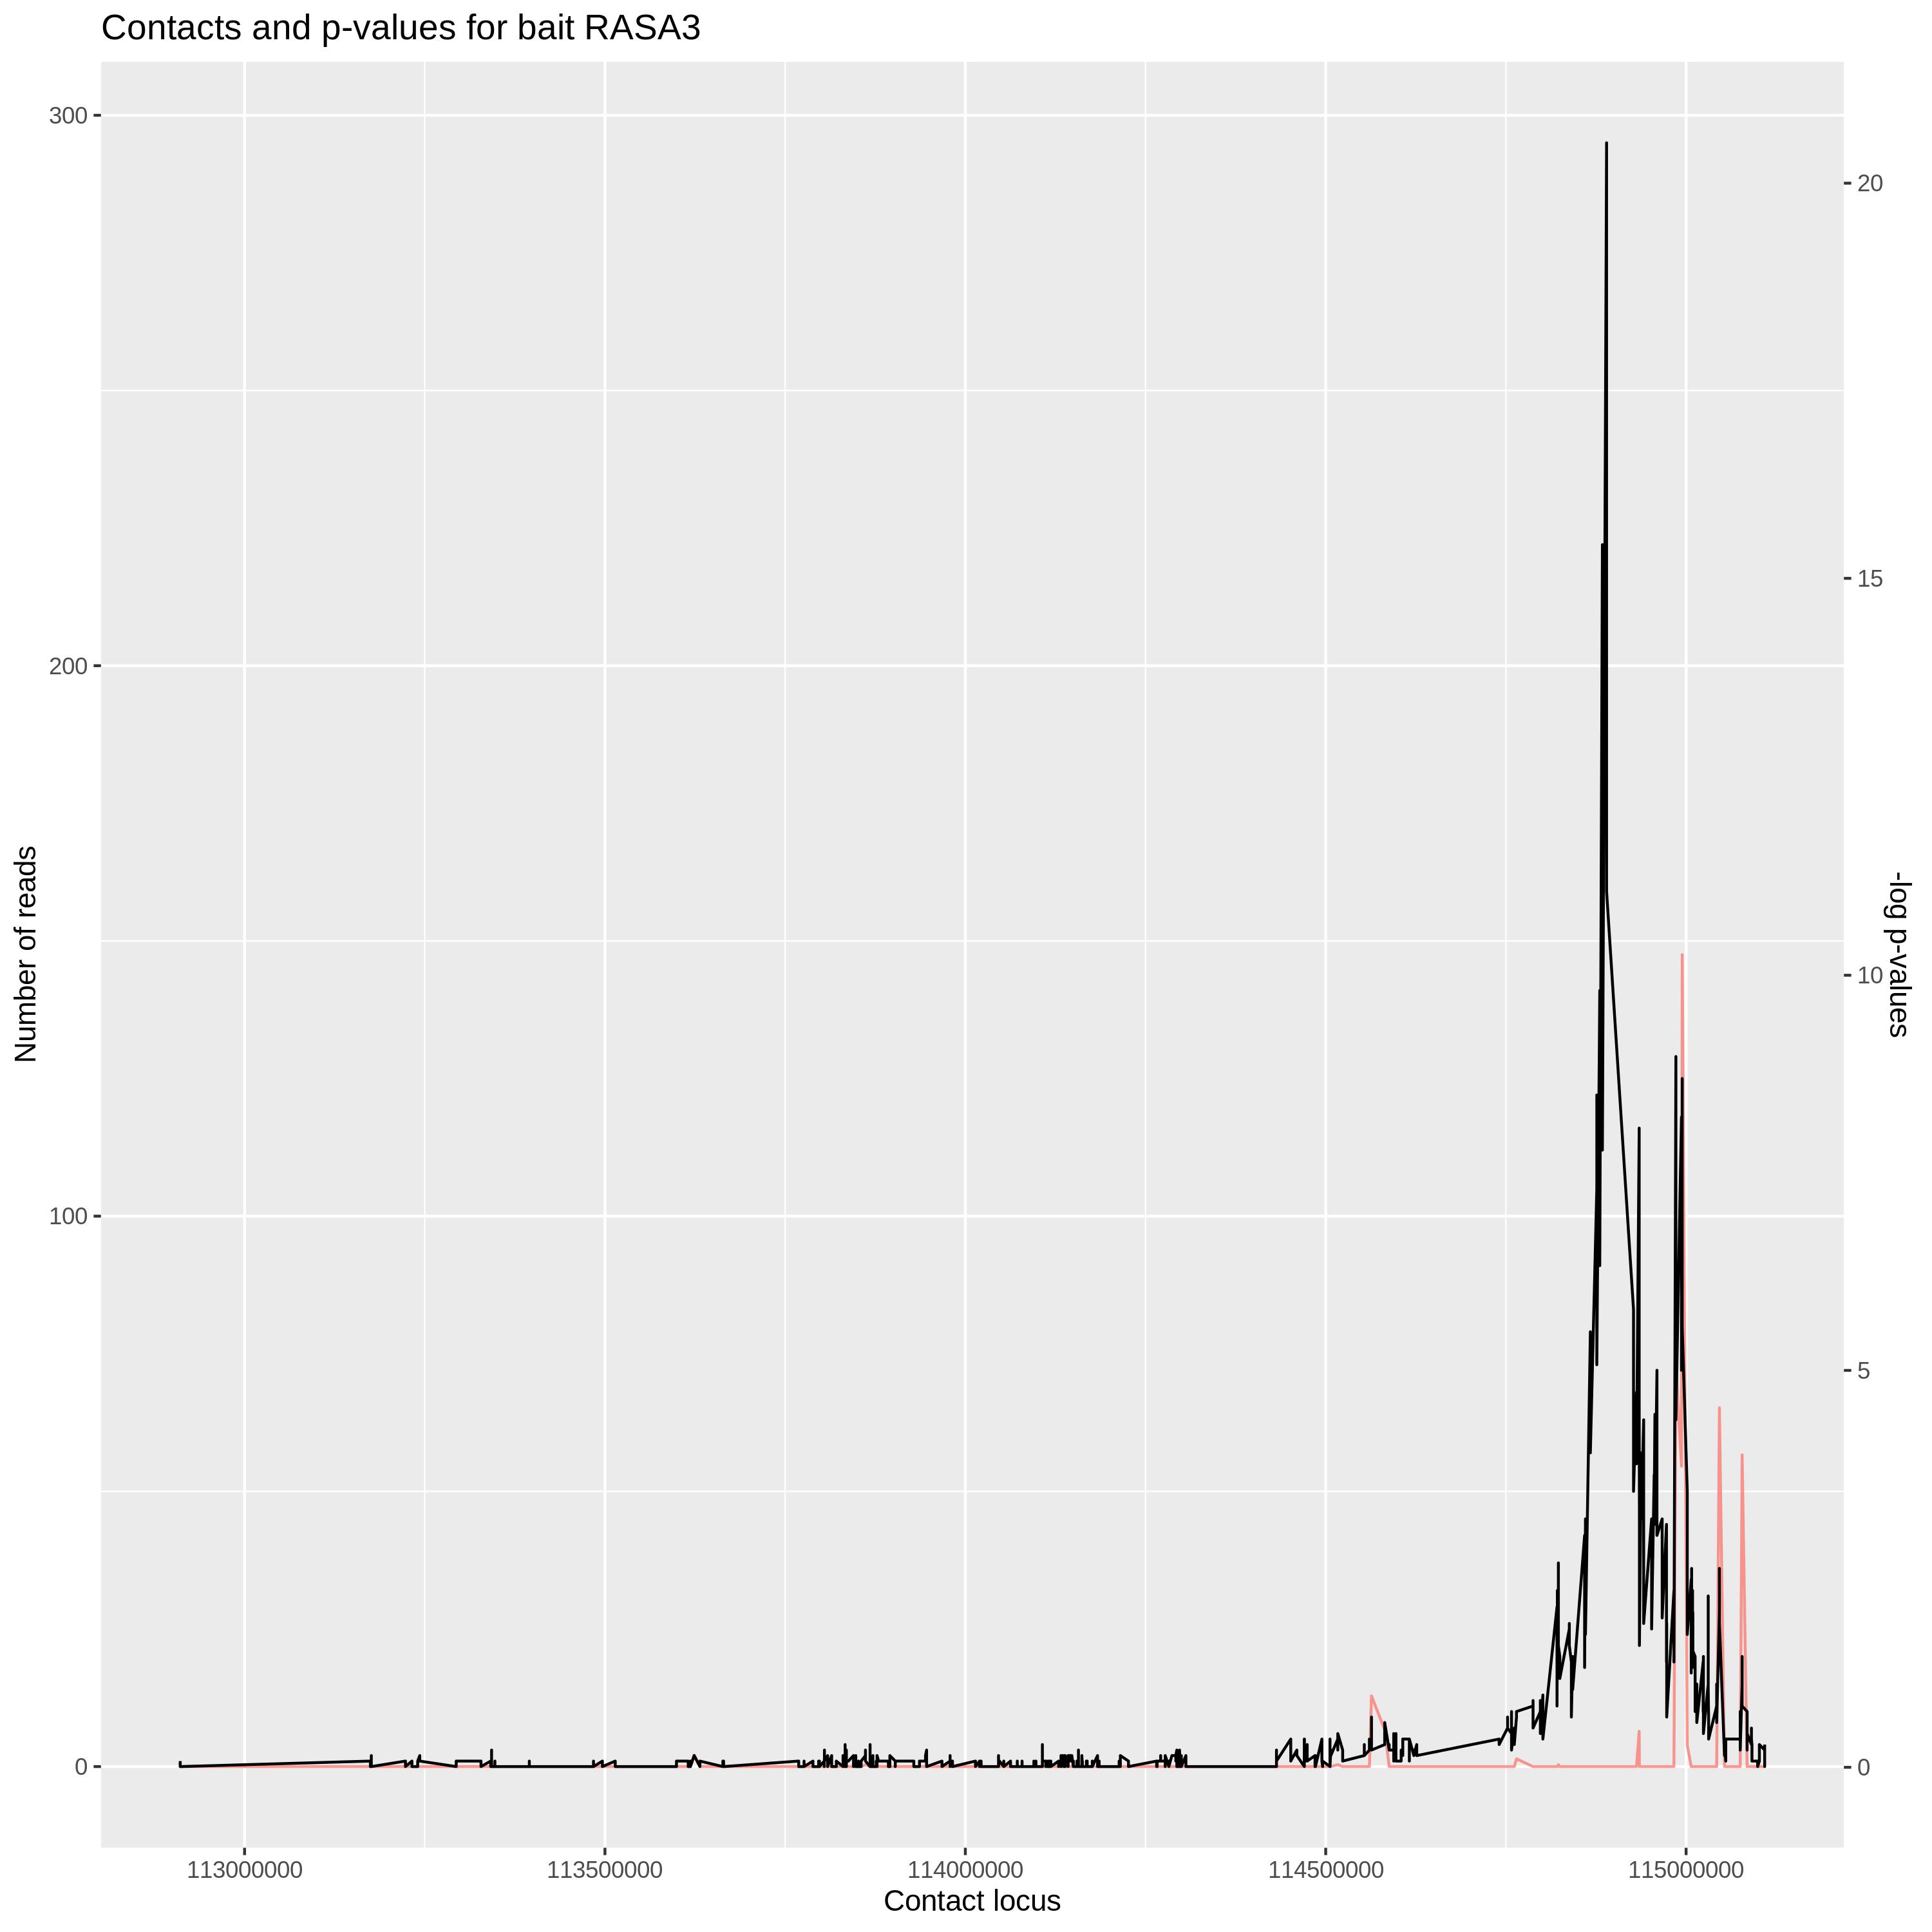 Contacts and p-values for bait RASA3
300
200
100
0
Number of reads
20
15
10
5
0
-log p-values
113000000 113500000 114000000 114500000 115000000
Contact locus